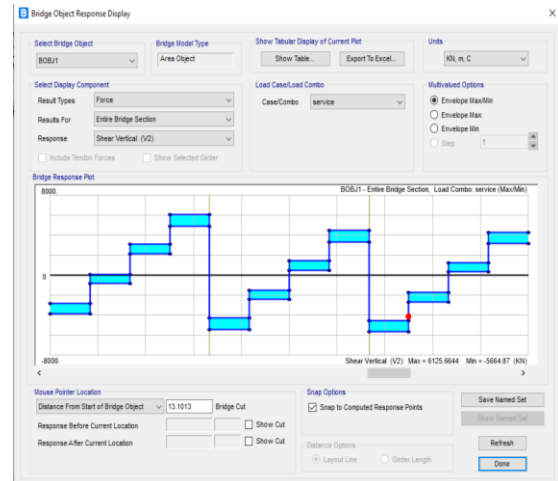 Bridge Object Response Display
Select Bridge Object
BOBJ1
Bridge Model Type
Area Object
Show Tabular Display of Current Plot
Show Table...
Export To Excel...
Units
KN, m, C
Select Display Component
Result Types
Force
Results For
Entire Bridge Section
Response
Shear Vertical (V2)
Include Tendon Forces
Show Selected Girder
Load Case/Load Combo
Case/Combo
service
Multivalued Options
Envelope Max/Min
Envelope Max
Envelope Min
Step
1
Bridge Response Plot
8000.
BOBJ1 - Entire Bridge Section, Load Combo: service (Max/Min)
0
-8000.
Shear Vertical (V2): Max = 6125.6644 Min = -5664.87 (KN)
Mouse Pointer Location
Distance From Start of Bridge Object
13.1013
Bridge Cut
Response Before Current Location
Show Cut
Response After Current Location
Show Cut
Snap Options
Snap to Computed Response Points
Distance Options
Layout Line
Girder Length
Save Named Set
Show Named Set
Refresh
Done